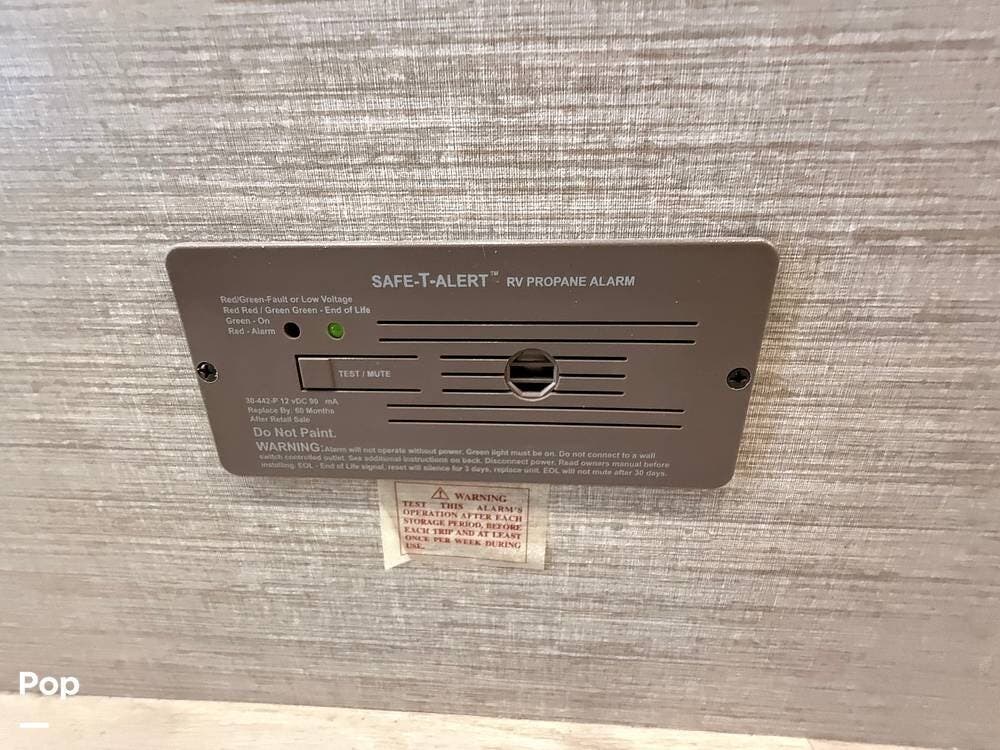 SAFE-T-ALERT™ RV PROPANE ALARM
Red/Green-Fault or Low Voltage
Red Red / Green Green - End of Life
Green - On
Red - Alarm
TEST / MUTE
30-442-P 12 vDC 90 mA
Replace By: 60 Months
After Retail Sale
Do Not Paint.
WARNING: Alarm will not operate without power. Green light must be on. Do not connect to a wall
switch controlled outlet. See additional instructions on back. Disconnect power. Read owners manual before
installing. EOL - End of Life signal, reset will silence for 3 days, replace unit. EOL will not mute after 30 days.
WARNING
TEST THIS ALARM'S
OPERATION AFTER EACH
STORAGE PERIOD, BEFORE
EACH TRIP AND AT LEAST
ONCE PER WEEK DURING
USE.
Pop